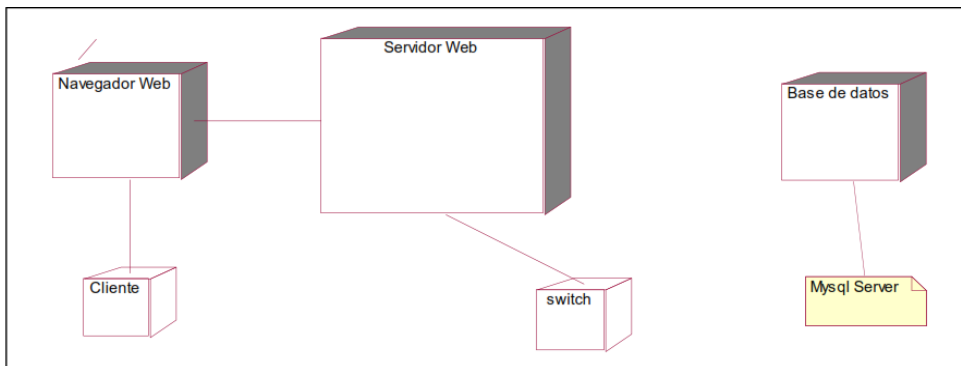 Servidor Web
Navegador Web
Base de datos
Cliente
switch
Mysql Server